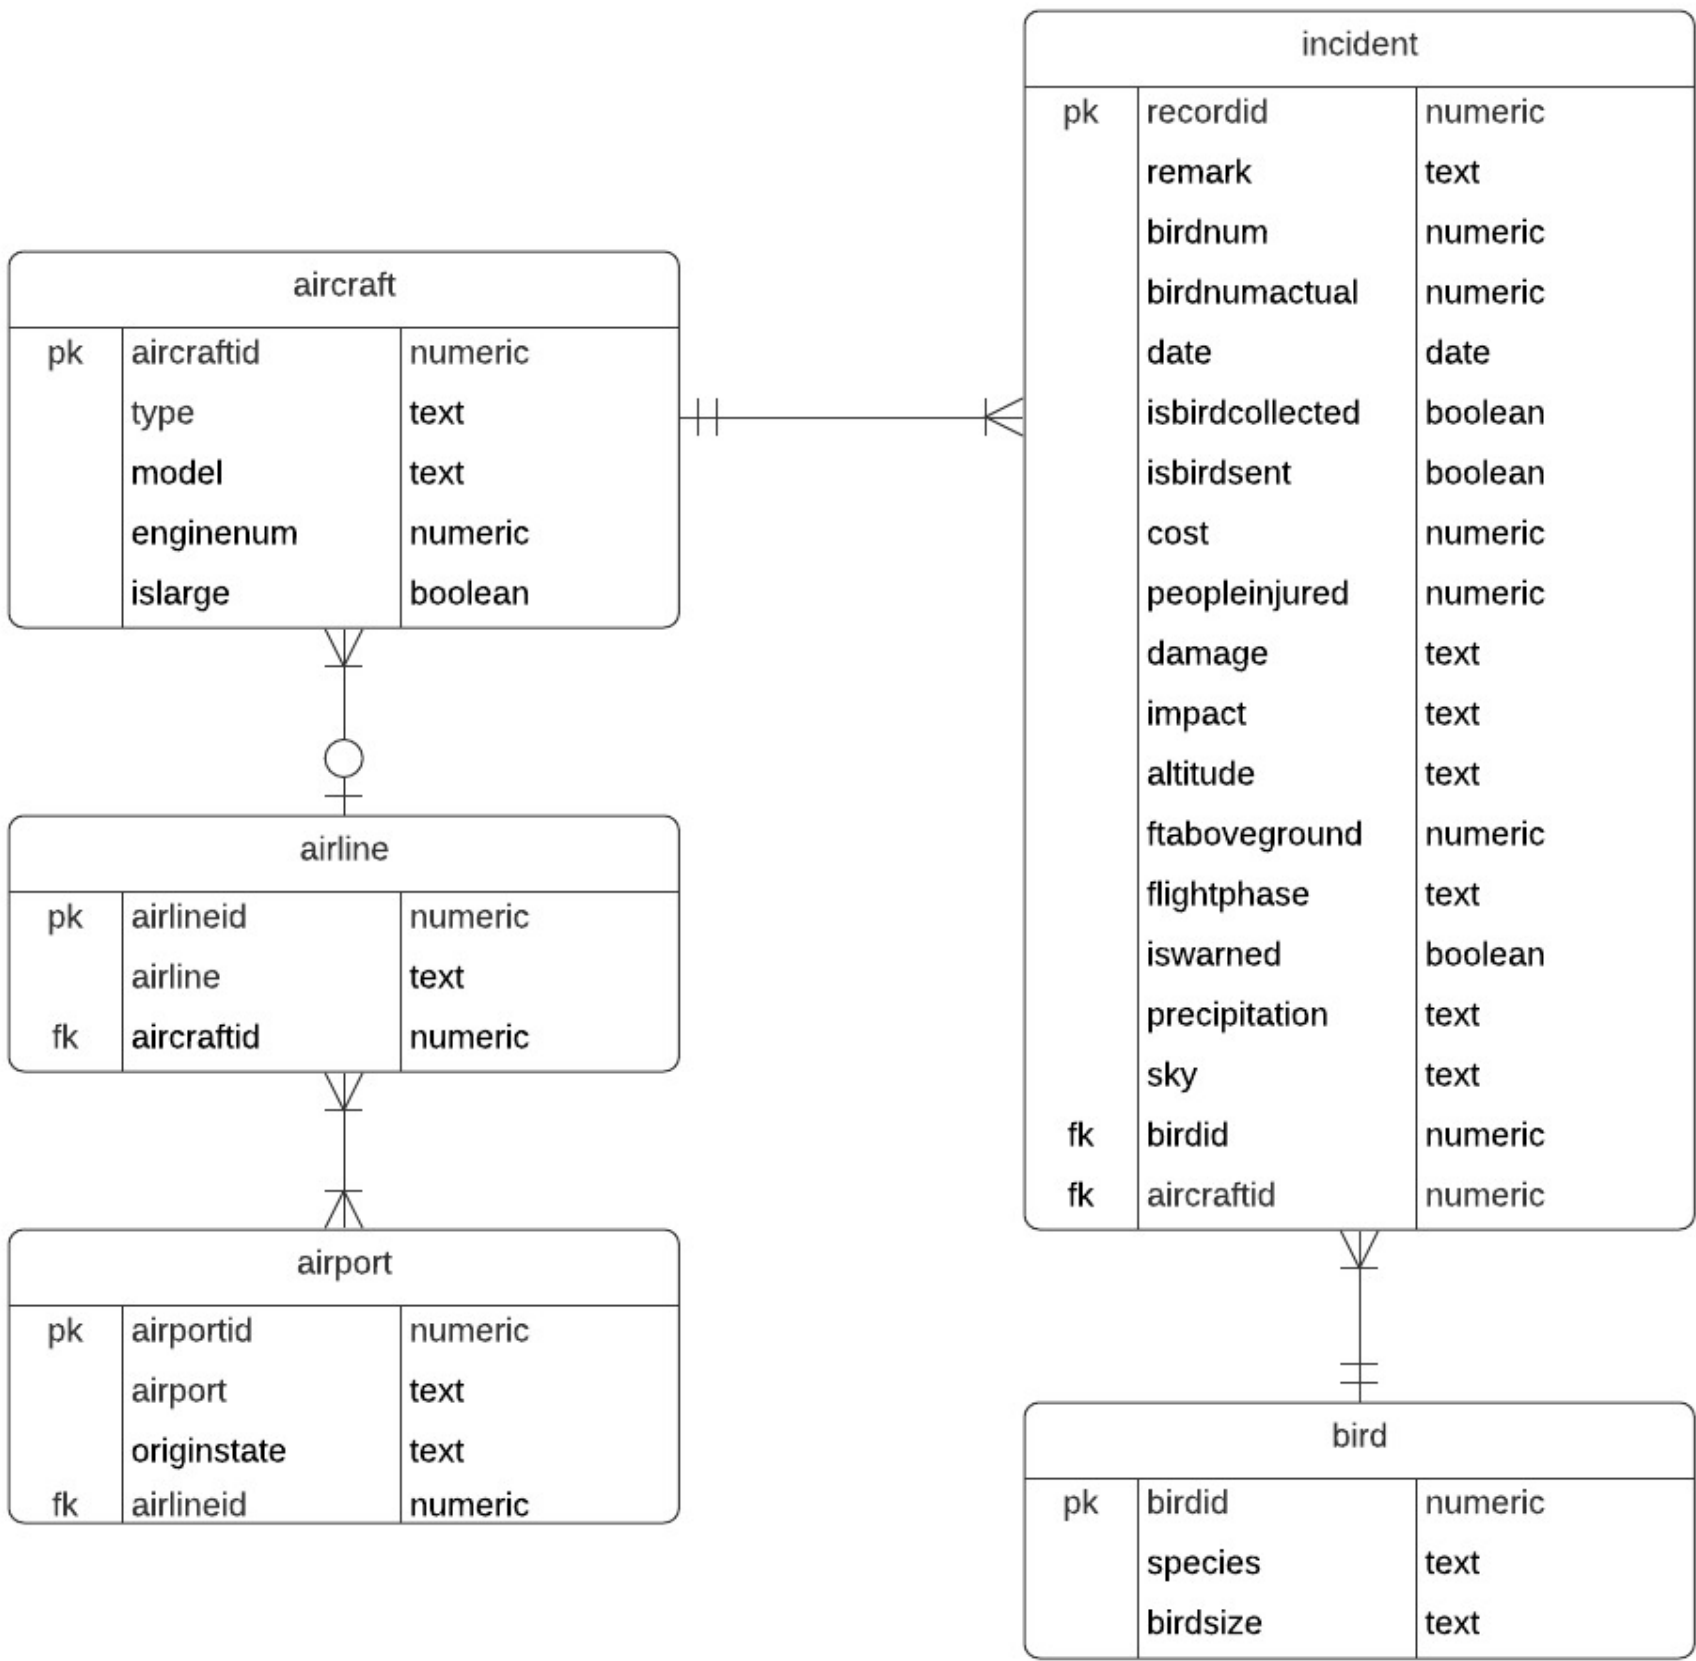 aircraft
pk aircraftid numeric
type text
model text
enginenum numeric
islarge boolean
airline
pk airlineid numeric
airline text
fk aircraftid numeric
airport
pk airportid numeric
airport text
originstate text
fk airlineid numeric
incident
pk recordid numeric
remark text
birdnum numeric
birdnumactual numeric
date date
isbirdcollected boolean
isbirdsent boolean
cost numeric
peopleinjured numeric
damage text
impact text
altitude text
ftaboveground numeric
flightphase text
iswarned boolean
precipitation text
sky text
fk birdid numeric
fk aircraftid numeric
bird
pk birdid numeric
species text
birdsize text